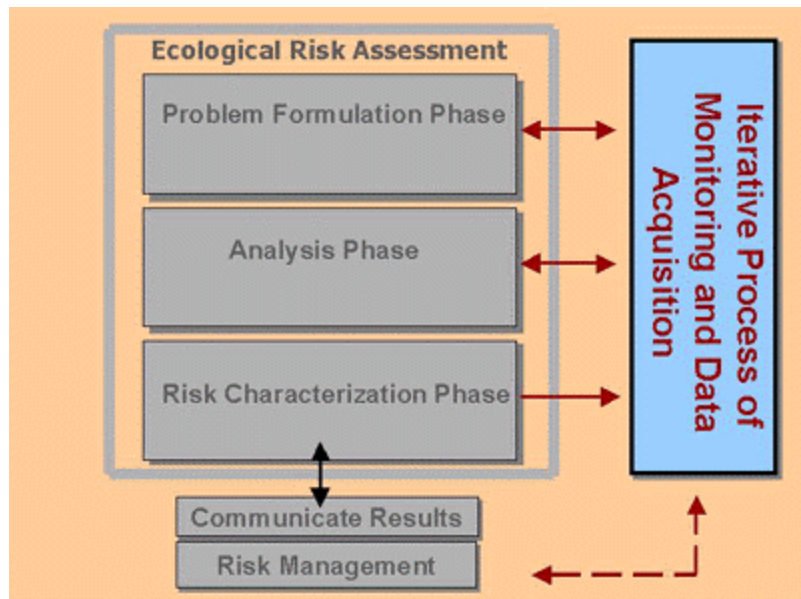 Ecological Risk Assessment
Problem Formulation Phase
Analysis Phase
Risk Characterization Phase
Communicate Results
Risk Management
Iterative Process of
Monitoring and Data
Acquisition